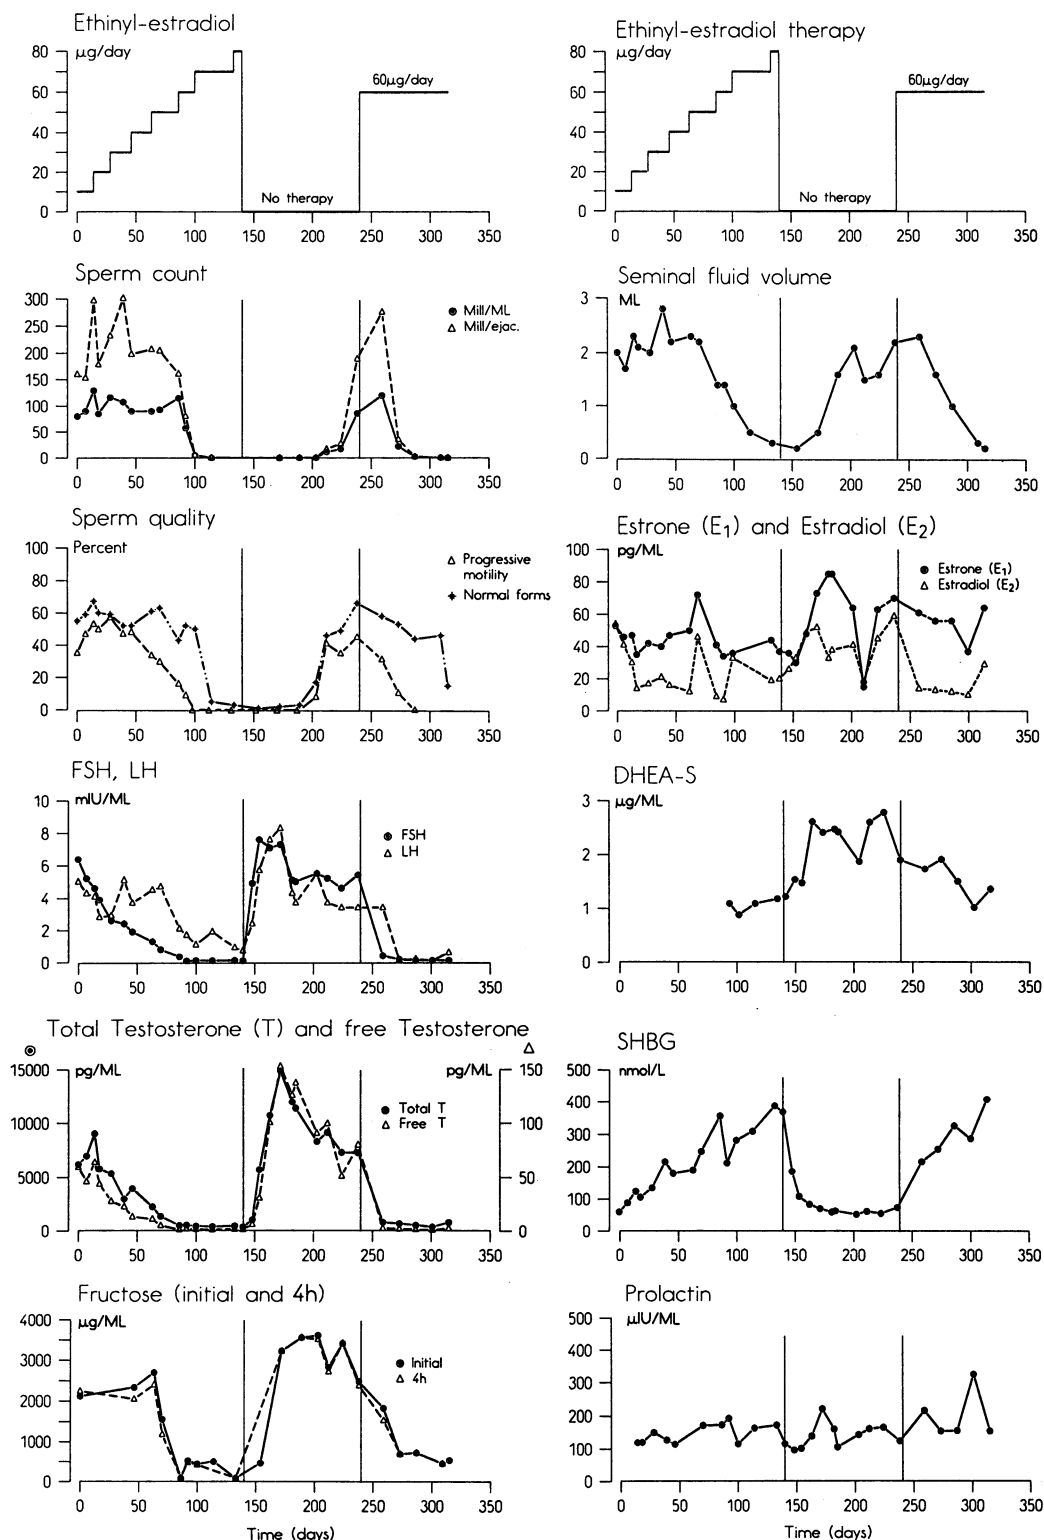 Ethinyl-estradiol
µg/day
80
60
40
20
0
60µg/day
No therapy
0 50 100 150 200 250 300 350
Ethinyl-estradiol therapy
µg/day
80
60
40
20
0
60µg/day
No therapy
0 50 100 150 200 250 300 350
Sperm count
300
250
200
150
100
50
0
Mill/ML
Mill/ejac.
0 50 100 150 200 250 300 350
Seminal fluid volume
ML
3
2
1
0
0 50 100 150 200 250 300 350
Sperm quality
Percent
100
80
60
40
20
0
Progressive
motility
Normal forms
0 50 100 150 200 250 300 350
Estrone (E₁) and Estradiol (E₂)
pg/ML
100
80
60
40
20
0
Estrone (E₁)
Estradiol (E₂)
0 50 100 150 200 250 300 350
FSH, LH
mIU/ML
10
8
6
4
2
0
FSH
LH
0 50 100 150 200 250 300 350
DHEA-S
µg/ML
3
2
1
0
0 50 100 150 200 250 300 350
Total Testosterone (T) and free Testosterone
pg/ML
pg/ML
15000
10000
5000
0
150
100
50
0
Total T
Free T
0 50 100 150 200 250 300 350
SHBG
nmol/L
500
400
300
200
100
0
0 50 100 150 200 250 300 350
Fructose (initial and 4h)
µg/ML
4000
3000
2000
1000
0
Initial
4h
0 50 100 150 200 250 300 350
Time (days)
Prolactin
µIU/ML
500
400
300
200
100
0
0 50 100 150 200 250 300 350
Time (days)